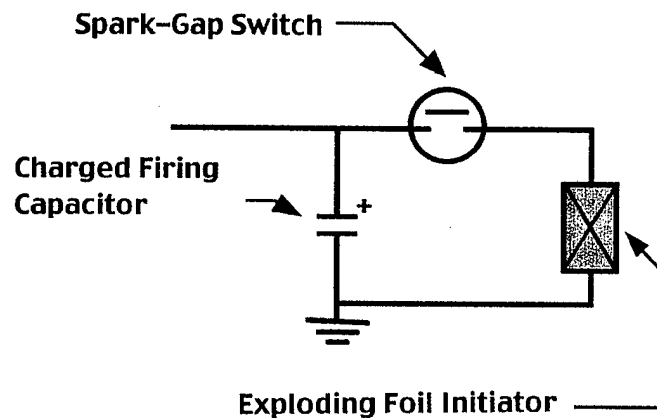 Spark-Gap Switch
Charged Firing
Capacitor
+
Exploding Foil Initiator